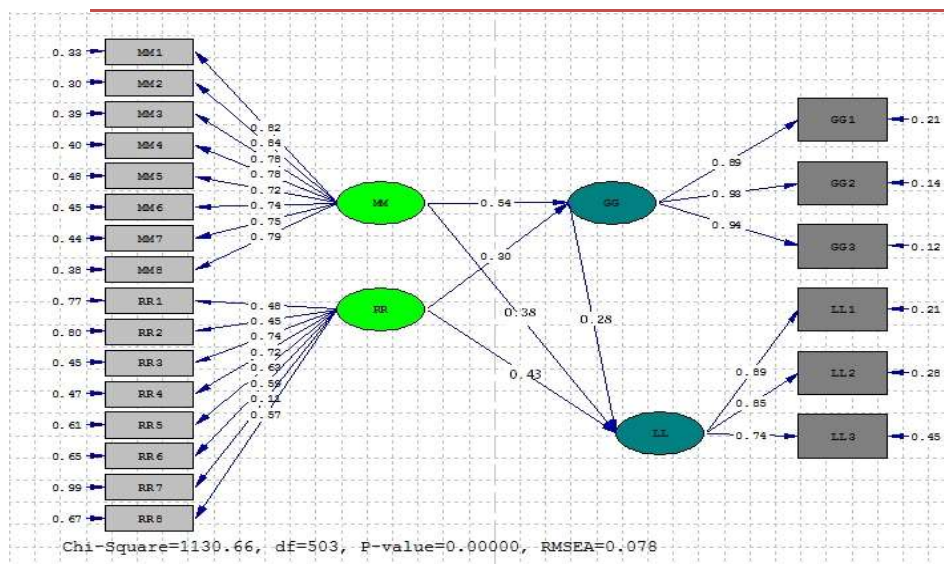 0.33 MM1
0.30 MM2
0.39 MM3
0.40 MM4
0.48 MM5
0.45 MM6
0.44 MM7
0.38 MM8
0.77 RR1
0.80 RR2
0.45 RR3
0.47 RR4
0.61 RR5
0.65 RR6
0.99 RR7
0.67 RR8
0.82
0.84
0.78
0.78
0.72
0.74
0.75
0.79
0.48
0.45
0.74
0.72
0.63
0.59
0.11
0.57
MM
RR
0.54
0.30
0.38
0.43
0.28
GG
LL
0.89
0.93
0.94
0.89
0.85
0.74
GG1 0.21
GG2 0.14
GG3 0.12
LL1 0.21
LL2 0.28
LL3 0.45
Chi-Square=1130.66, df=503, P-value=0.00000, RMSEA=0.078